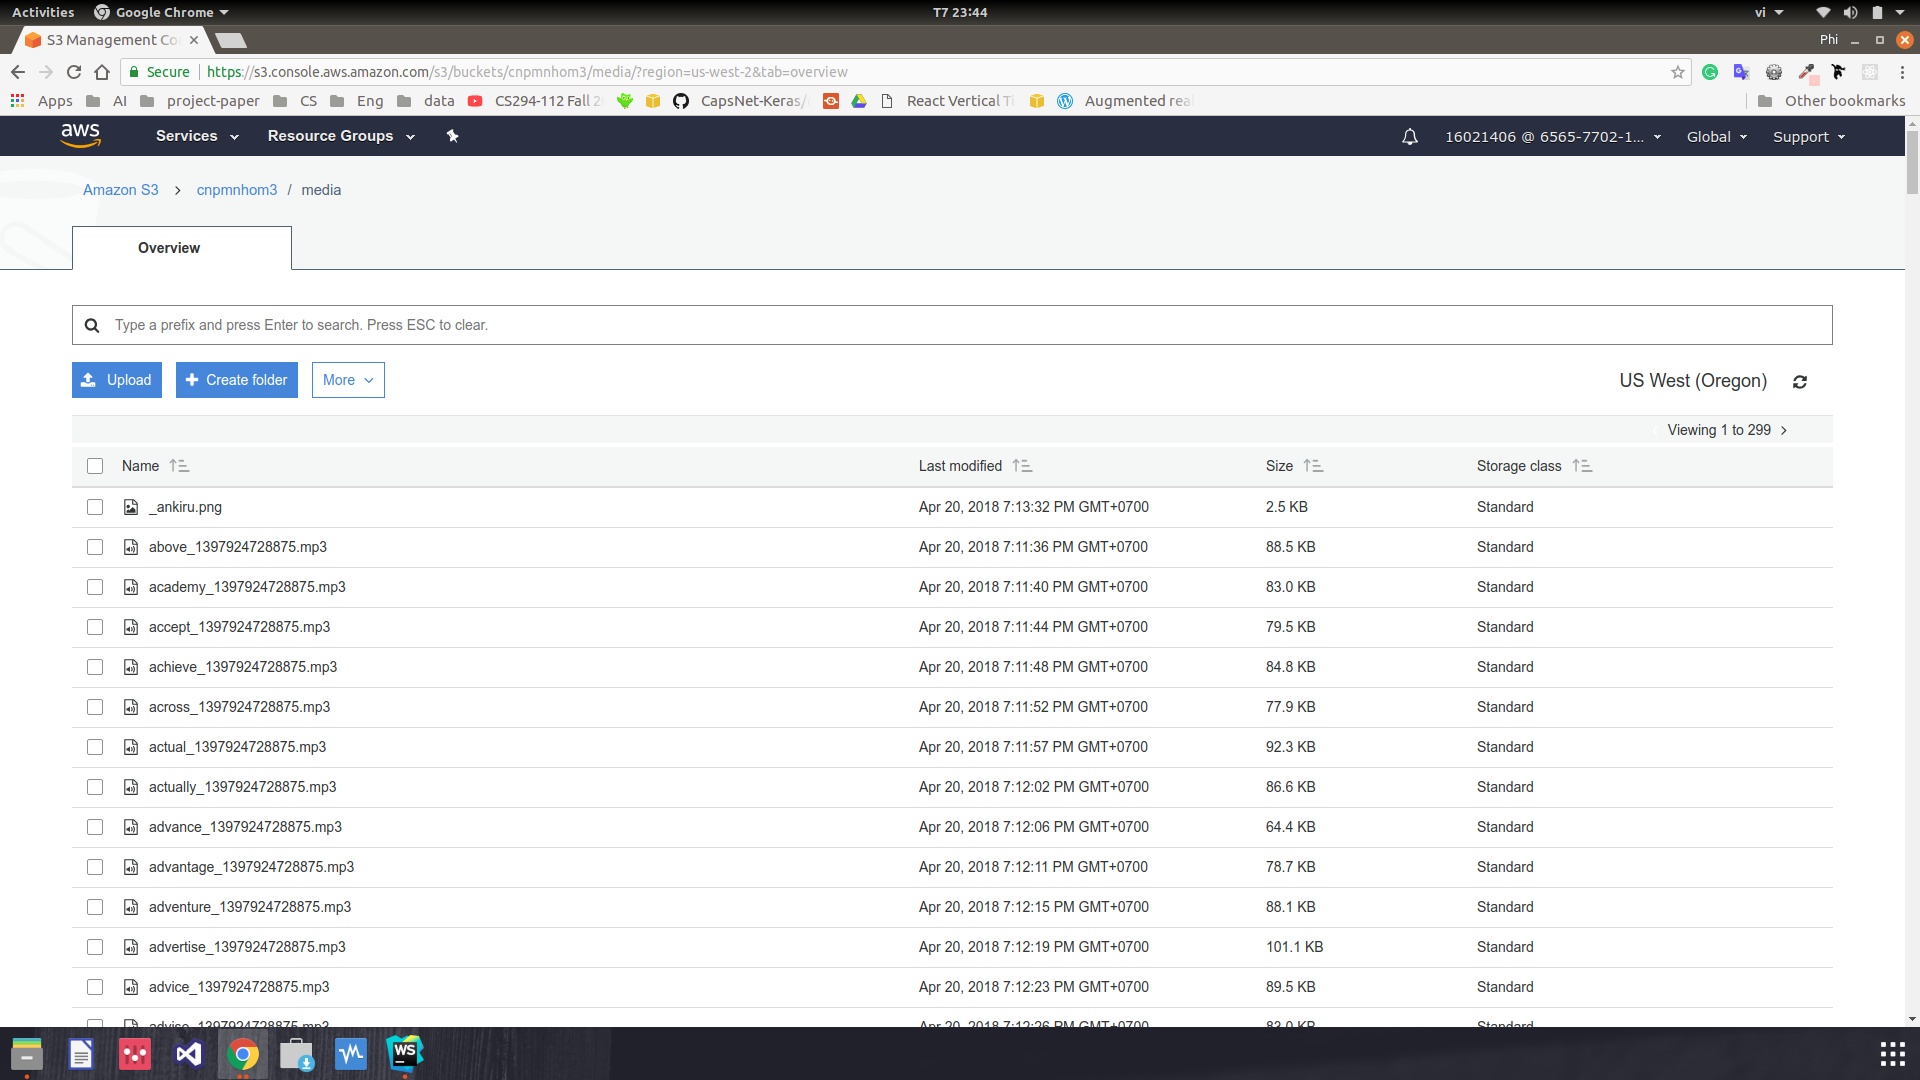 Activities Google Chrome T7 23:44 vi
S3 Management Co Phi
Secure https://s3.console.aws.amazon.com/s3/buckets/cnpmnhom3/media/?region=us-west-2&tab=overview
Apps AI project-paper CS Eng data CS294-112 Fall 2 CapsNet-Keras/ React Vertical Ti Augmented real Other bookmarks
aws Services Resource Groups 16021406 @ 6565-7702-1... Global Support
Amazon S3 > cnpmnhom3 / media
Overview
Type a prefix and press Enter to search. Press ESC to clear.
Upload Create folder More US West (Oregon)
Viewing 1 to 299
Name Last modified Size Storage class
_ankiru.png Apr 20, 2018 7:13:32 PM GMT+0700 2.5 KB Standard
above_1397924728875.mp3 Apr 20, 2018 7:11:36 PM GMT+0700 88.5 KB Standard
academy_1397924728875.mp3 Apr 20, 2018 7:11:40 PM GMT+0700 83.0 KB Standard
accept_1397924728875.mp3 Apr 20, 2018 7:11:44 PM GMT+0700 79.5 KB Standard
achieve_1397924728875.mp3 Apr 20, 2018 7:11:48 PM GMT+0700 84.8 KB Standard
across_1397924728875.mp3 Apr 20, 2018 7:11:52 PM GMT+0700 77.9 KB Standard
actual_1397924728875.mp3 Apr 20, 2018 7:11:57 PM GMT+0700 92.3 KB Standard
actually_1397924728875.mp3 Apr 20, 2018 7:12:02 PM GMT+0700 86.6 KB Standard
advance_1397924728875.mp3 Apr 20, 2018 7:12:06 PM GMT+0700 64.4 KB Standard
advantage_1397924728875.mp3 Apr 20, 2018 7:12:11 PM GMT+0700 78.7 KB Standard
adventure_1397924728875.mp3 Apr 20, 2018 7:12:15 PM GMT+0700 88.1 KB Standard
advertise_1397924728875.mp3 Apr 20, 2018 7:12:19 PM GMT+0700 101.1 KB Standard
advice_1397924728875.mp3 Apr 20, 2018 7:12:23 PM GMT+0700 89.5 KB Standard
advise_1397924728875.mp3 Apr 20, 2018 7:12:26 PM GMT+0700 83.0 KB Standard
WS